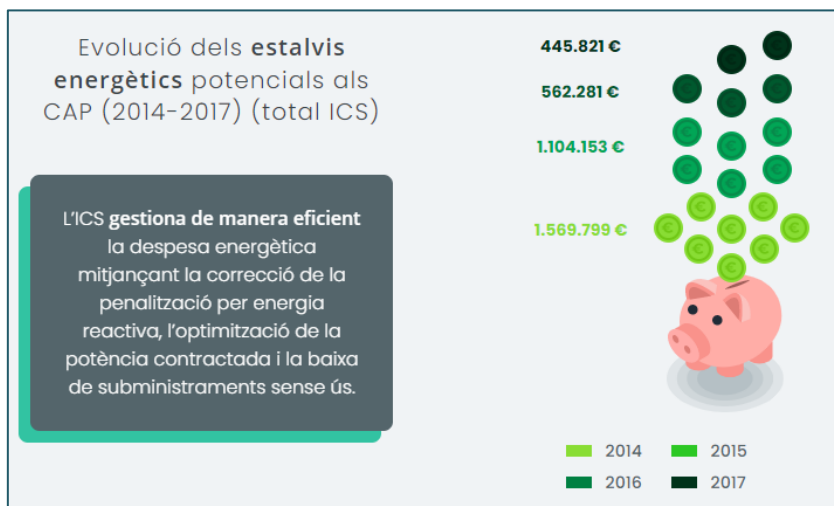 Evolució dels estalvis
energètics potencials als
CAP (2014-2017) (total ICS)
L'ICS gestiona de manera eficient
la despesa energètica
mitjançant la correcció de la
penalització per energia
reactiva, l'optimització de la
potència contractada i la baixa
de subministraments sense ús.
445.821 €
562.281 €
1.104.153 €
1.569.799 €
2014 2015
2016 2017